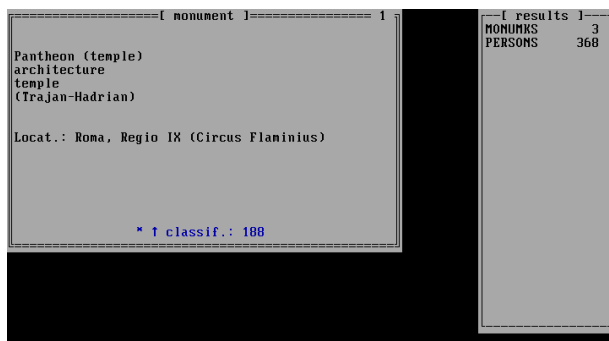 [ monument ] 1
Pantheon (temple)
architecture
temple
(Trajan-Hadrian)
Locat.: Roma, Regio IX (Circus Flaminius)
* ↑ classif.: 188
[ results ]
MONUMKS 3
PERSONS 368